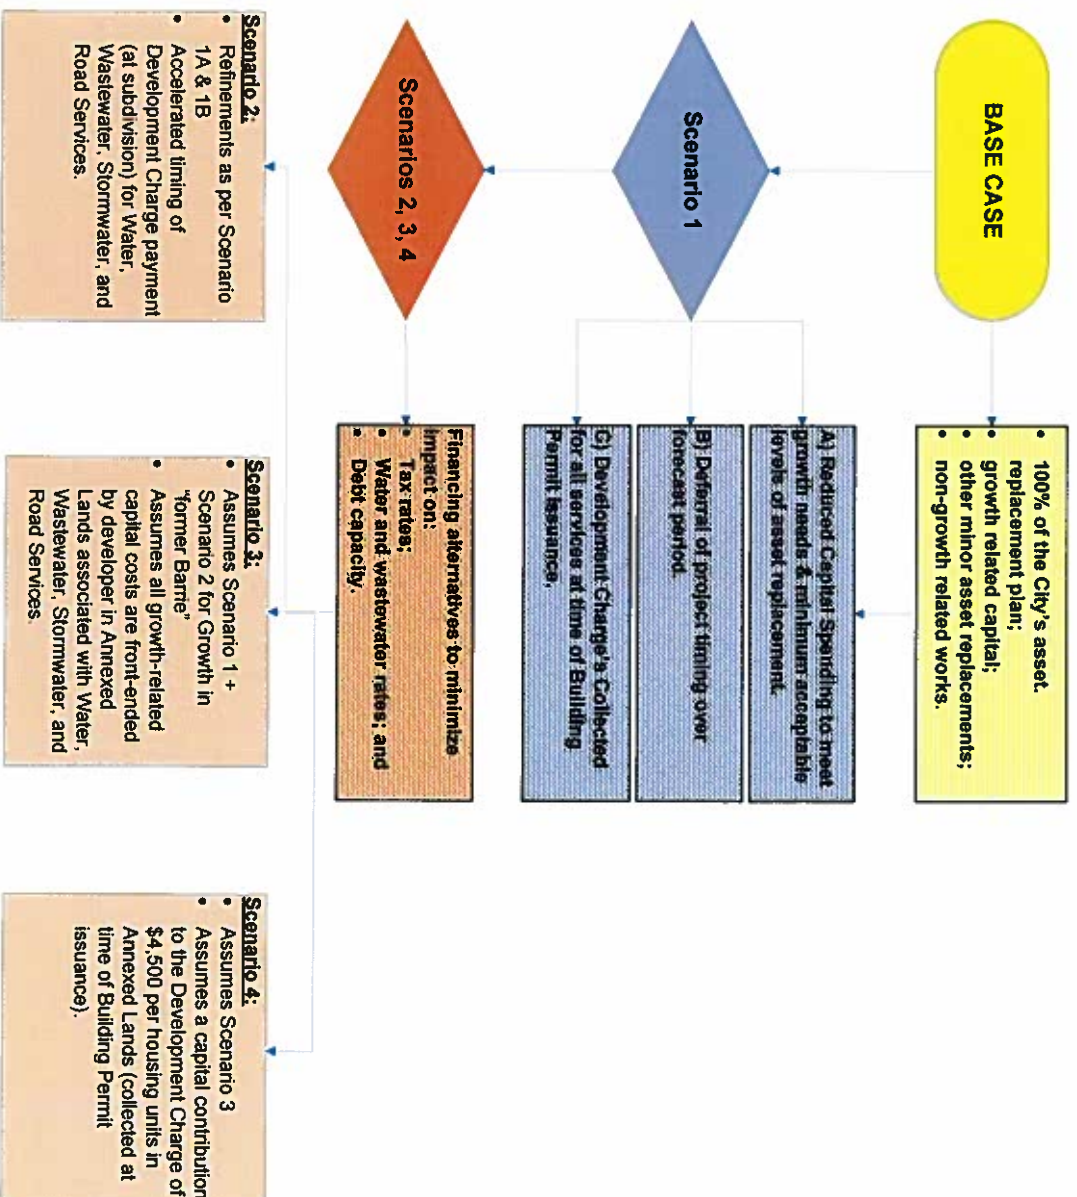 BASE CASE
• 100% of the City's asset.
replacement plan;
• growth related capital;
• other minor asset replacements;
• non-growth related works.
Scenario 1
A) Reduced Capital Spending to meet
growth needs & minimum acceptable
levels of asset replacement.
B) Deferral of project timing over
forecast period.
C) Development Charge's Collected
for all services at time of Building
Permit Issuance.
Scenarios 2, 3, 4
Financing alternatives to minimize
impact on:
• Tax rates;
• Water and wastewater rates; and
• Debt capacity.
Scenario 2:
• Refinements as per Scenario
1A & 1B
• Accelerated timing of
Development Charge payment
(at subdivision) for Water,
Wastewater, Stormwater, and
Road Services.
Scenario 3:
• Assumes Scenario 1 +
Scenario 2 for Growth in
"former Barrie"
• Assumes all growth-related
capital costs are front-ended
by developer in Annexed
Lands associated with Water,
Wastewater, Stormwater, and
Road Services.
Scenario 4:
• Assumes Scenario 3
• Assumes a capital contribution
to the Development Charge of
$4,500 per housing units in
Annexed Lands (collected at
time of Building Permit
issuance).